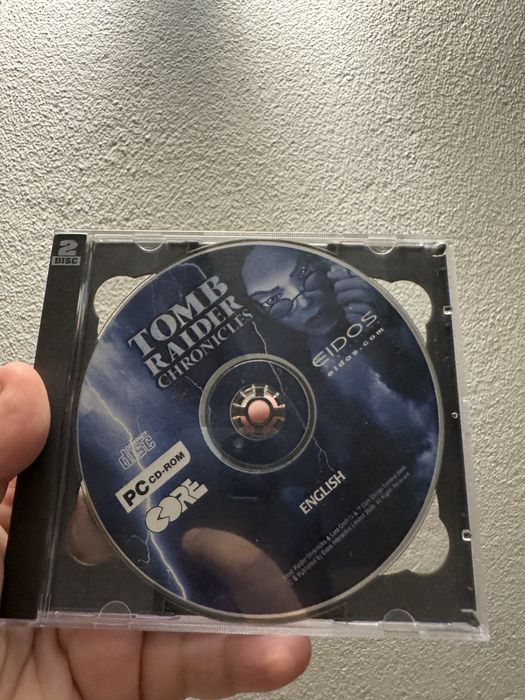 2
DISC
TOMB
RAIDER
CHRONICLES
EIDOS
eidos.com
disc
PC CD-ROM
CORE
ENGLISH